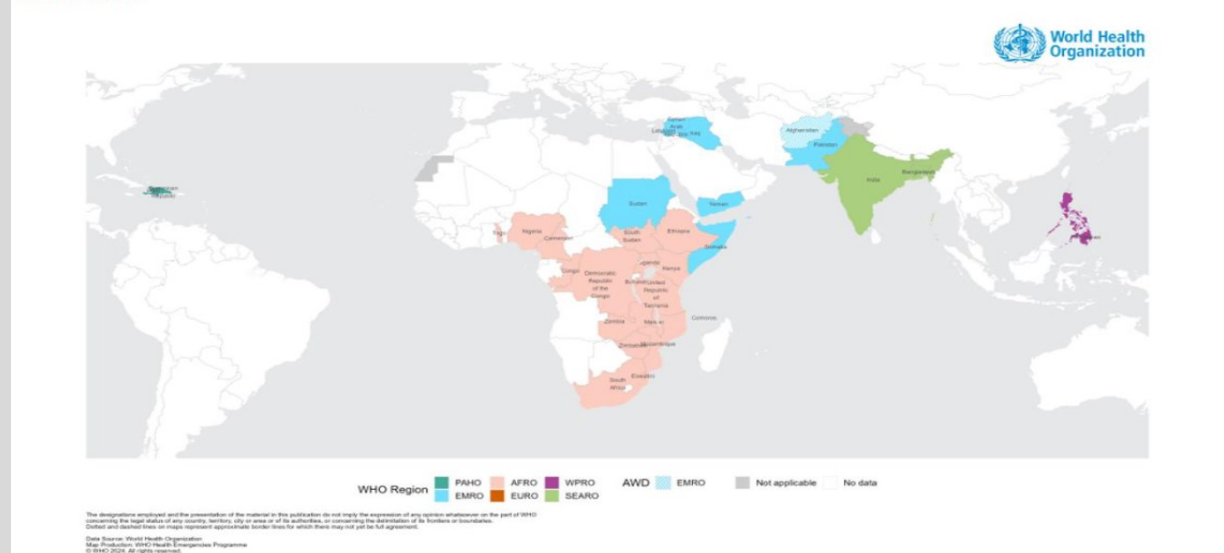 World Health
Organization
Syrian
Arab
Iraq
Afghanistan
Pakistan
India
Bangladesh
Sudan
Yemen
Togo
Nigeria
Cameroon
South
Sudan
Ethiopia
Somalia
Congo
Democratic
Republic
of the
Congo
Uganda
Kenya
Burundi
United
Republic
of
Tanzania
Comoros
Zambia
Malawi
Zimbabwe
Mozambique
South
Africa
Eswatini
WHO Region
PAHO
AFRO
WPRO
EMRO
EURO
SEARO
AWD
EMRO
Not applicable
No data
The designations employed and the presentation of the material in this publication do not imply the expression of any opinion whatsoever on the part of WHO
concerning the legal status of any country, territory, city or area or of its authorities, or concerning the delimitation of its frontiers or boundaries.
Dotted and dashed lines on maps represent approximate border lines for which there may not yet be full agreement.
Data Source: World Health Organization
Map Production: WHO Health Emergencies Programme
© WHO 2024. All rights reserved.